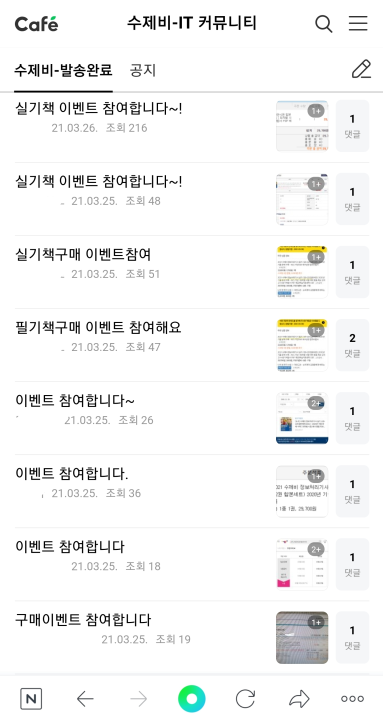 Café
수제비-IT 커뮤니티
수제비-발송완료 공지
실기책 이벤트 참여합니다~!
21.03.26. 조회 216
1+
1
댓글
실기책 이벤트 참여합니다~!
21.03.25. 조회 48
1+
1
댓글
실기책구매 이벤트참여
21.03.25. 조회 51
1+
1
댓글
필기책구매 이벤트 참여해요
21.03.25. 조회 47
1+
2
댓글
이벤트 참여합니다~
21.03.25. 조회 26
2+
1
댓글
이벤트 참여합니다.
21.03.25. 조회 36
1+
1
댓글
이벤트 참여합니다
21.03.25. 조회 18
2+
1
댓글
구매이벤트 참여합니다
21.03.25. 조회 19
1+
1
댓글
N